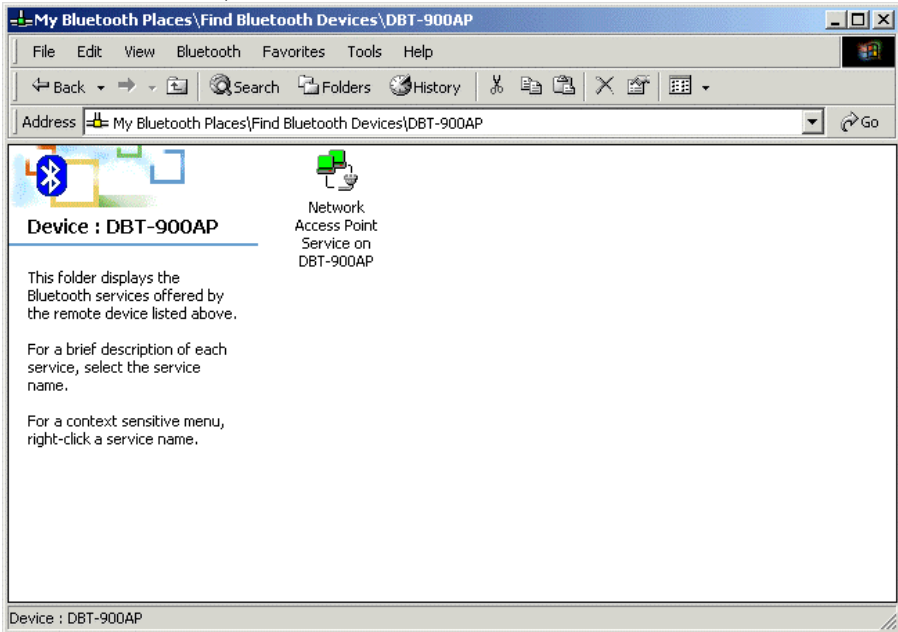 My Bluetooth Places\Find Bluetooth Devices\DBT-900AP
File Edit View Bluetooth Favorites Tools Help
Back Search Folders History
Address My Bluetooth Places\Find Bluetooth Devices\DBT-900AP Go
Device : DBT-900AP
This folder displays the
Bluetooth services offered by
the remote device listed above.
For a brief description of each
service, select the service
name.
For a context sensitive menu,
right-click a service name.
Network
Access Point
Service on
DBT-900AP
Device : DBT-900AP